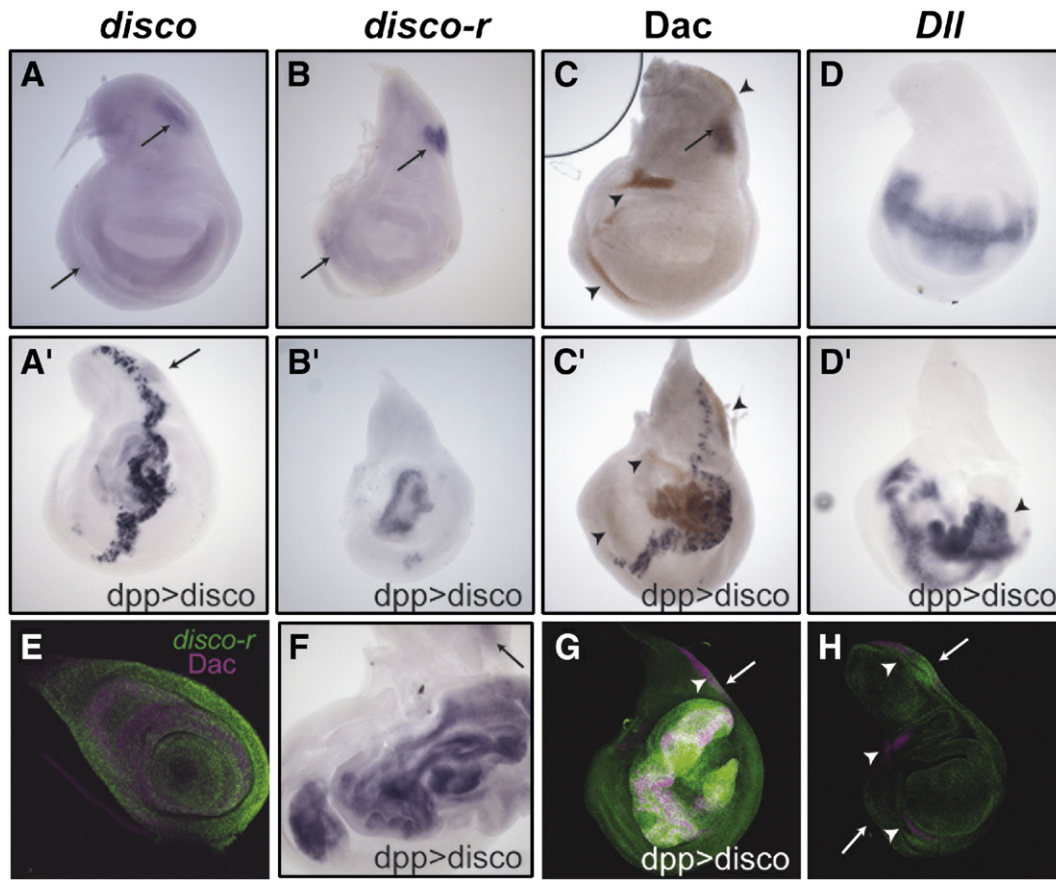 disco disco-r Dac Dll
A B C D
A' B' C' D'
dpp>disco dpp>disco dpp>disco dpp>disco
E disco-r F G H
Dac
dpp>disco dpp>disco